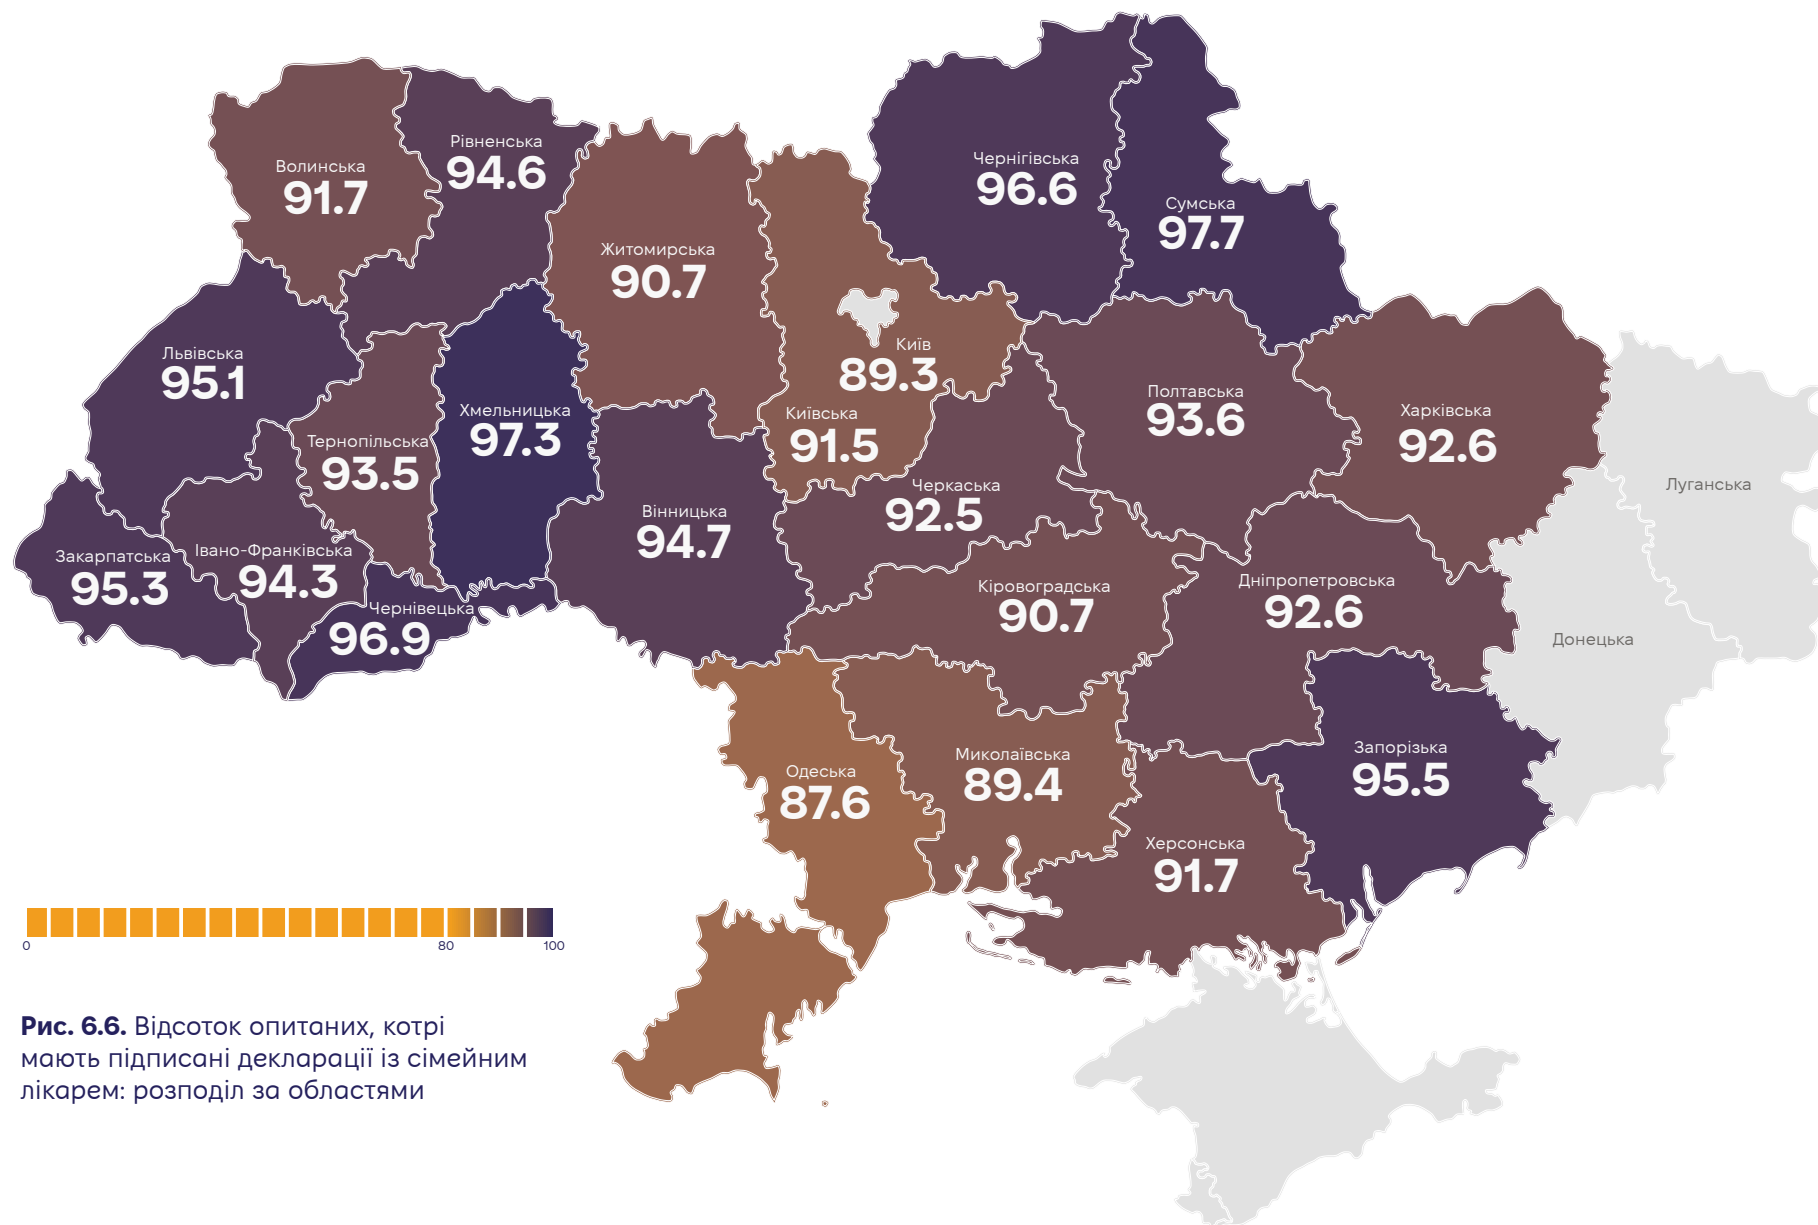 Волинська
91.7
Рівненська
94.6
Житомирська
90.7
Чернігівська
96.6
Сумська
97.7
Львівська
95.1
Київ
89.3
Київська
91.5
Хмельницька
97.3
Тернопільська
93.5
Полтавська
93.6
Харківська
92.6
Луганська
Черкаська
92.5
Вінницька
94.7
Закарпатська
95.3
Івано-Франківська
94.3
Чернівецька
96.9
Кіровоградська
90.7
Дніпропетровська
92.6
Донецька
Одеська
87.6
Миколаївська
89.4
Запорізька
95.5
Херсонська
91.7
0 80 100
Рис. 6.6. Відсоток опитаних, котрі
мають підписані декларації із сімейним
лікарем: розподіл за областями